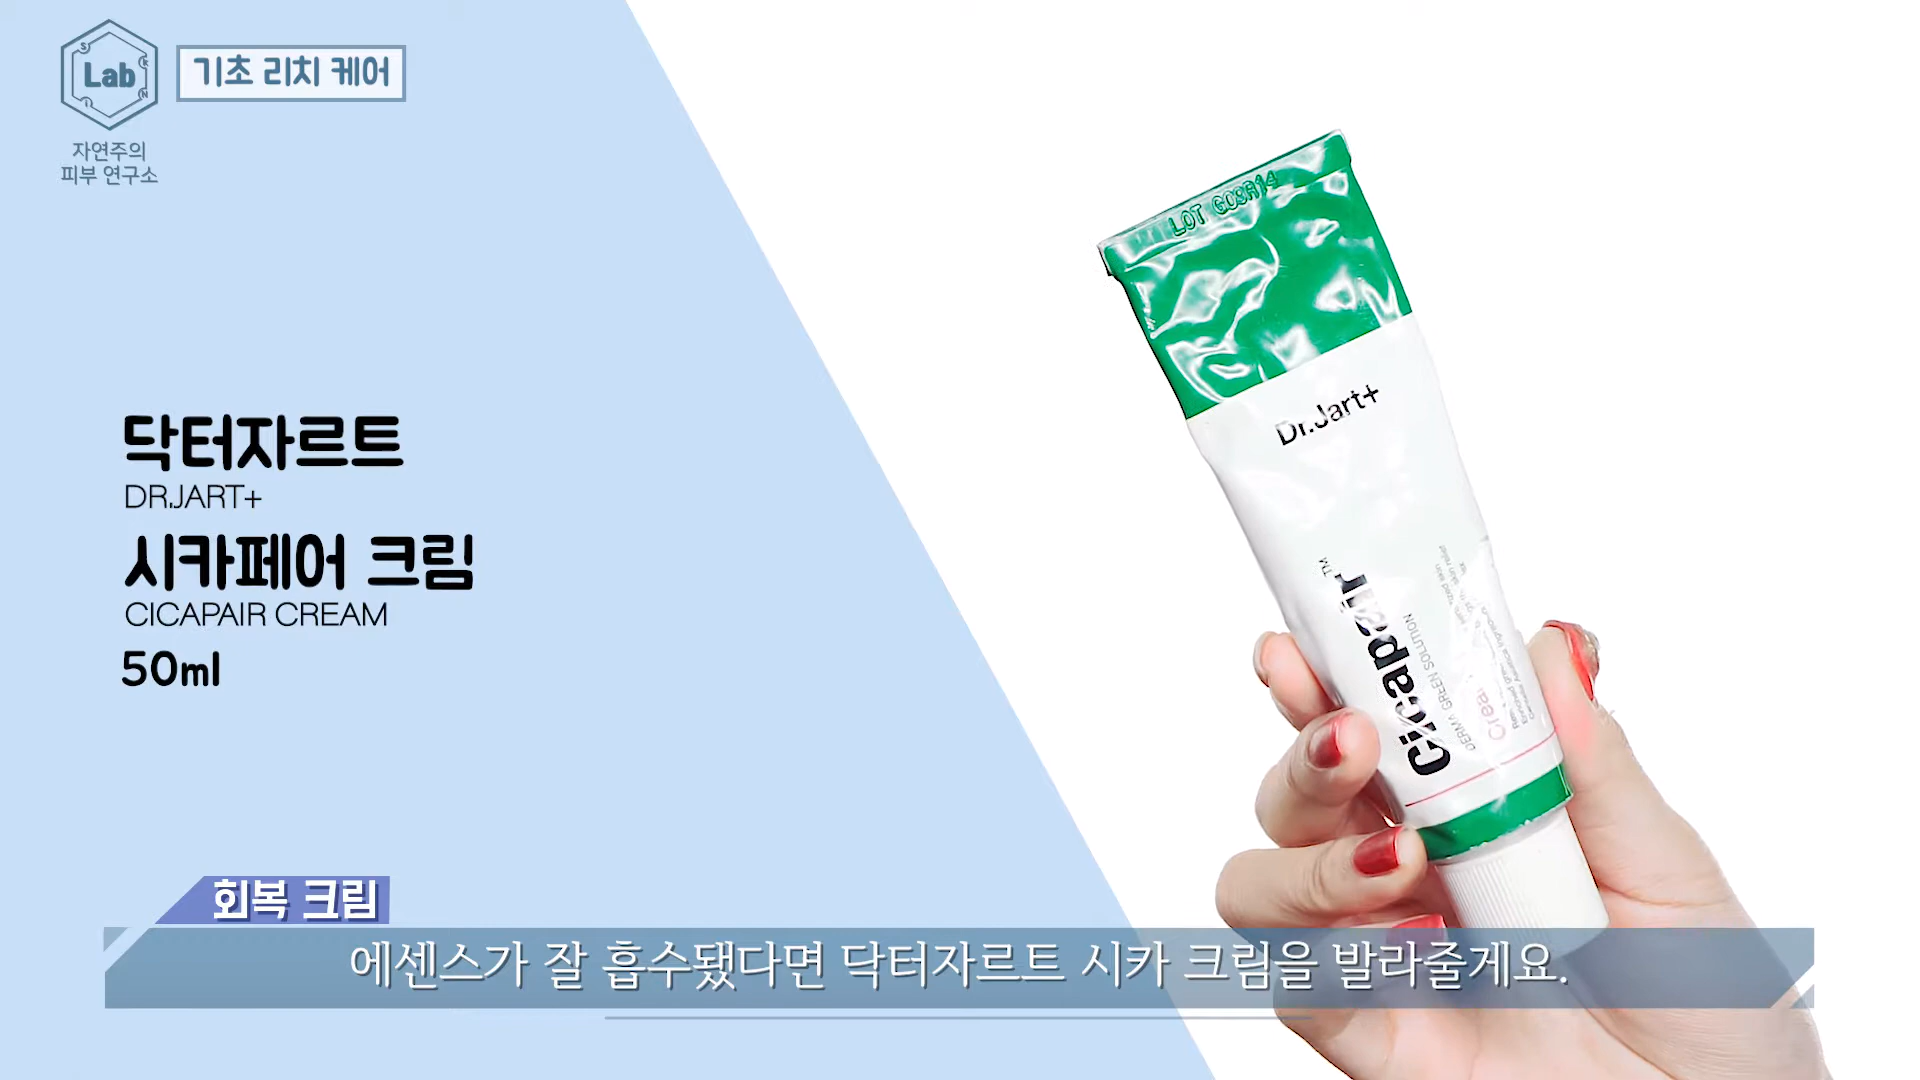 Lab
S
K
I
N
기초 리치 케어
자연주의
피부 연구소
닥터자르트
DR.JART+
시카페어 크림
CICAPAIR CREAM
50ml
LOT G09A14
Dr.Jart+
Cicapair™
DERMA GREEN SOLUTION
회복 크림
에센스가 잘 흡수됐다면 닥터자르트 시카 크림을 발라줄게요.